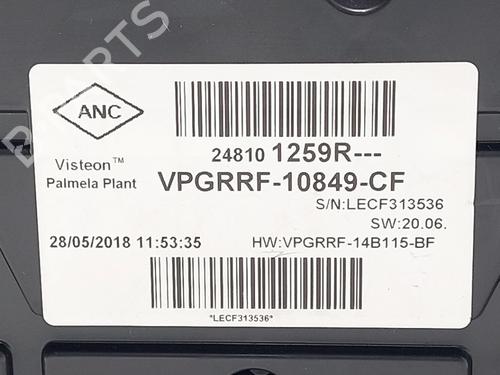 ANC
24810 1259R---
Visteon™
Palmela Plant
VPGRRF-10849-CF
S/N:LECF313536
SW:20.06.
28/05/2018 11:53:35
HW:VPGRRF-14B115-BF
*LECF313536*